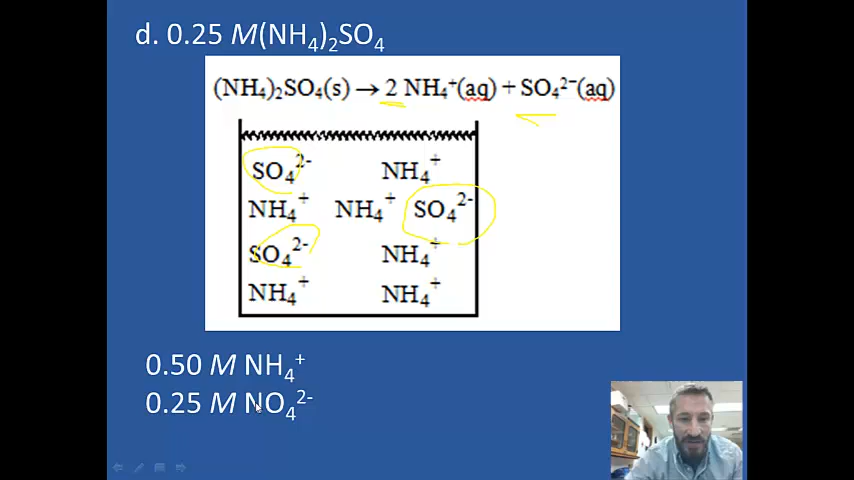 d. 0.25 M(NH₄)₂SO₄
(NH₄)₂SO₄(s) → 2 NH₄⁺(aq) + SO₄²⁻(aq)
SO₄²⁻ NH₄⁺
NH₄⁺ NH₄⁺ SO₄²⁻
SO₄²⁻ NH₄⁺
NH₄⁺ NH₄⁺
0.50 M NH₄⁺
0.25 M NO₄²⁻